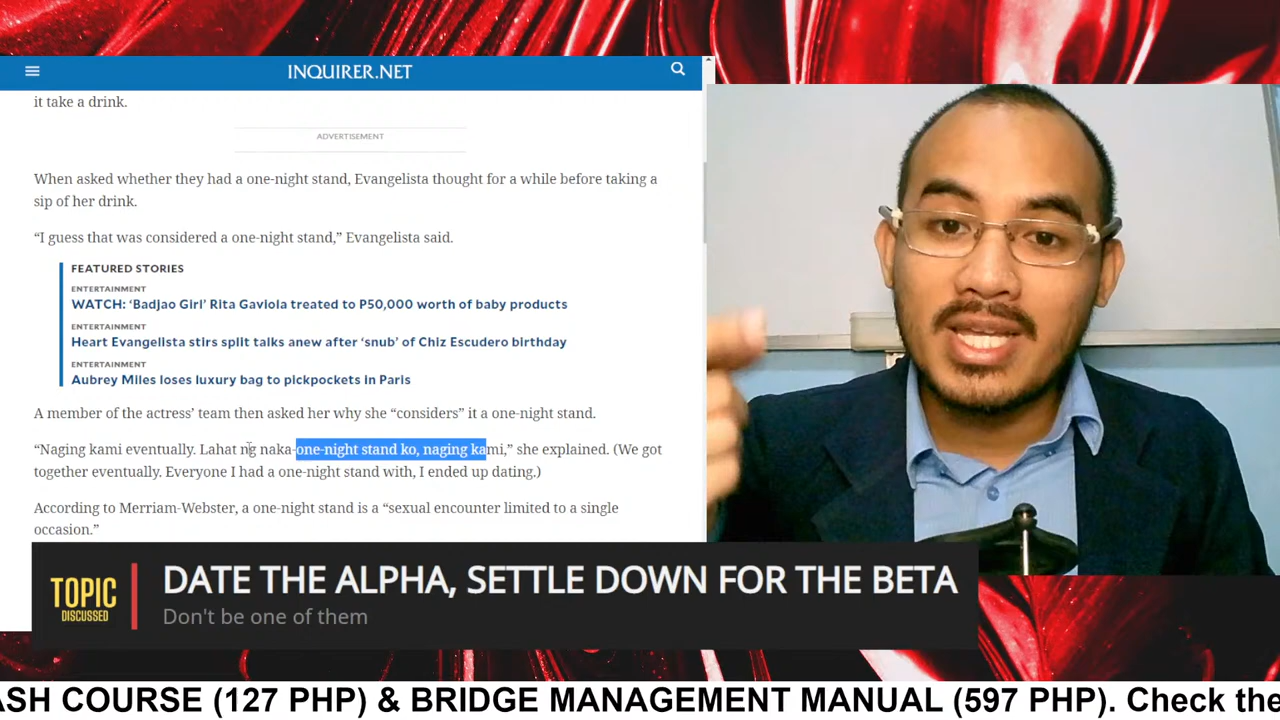 INQUIRER.NET
it take a drink.
ADVERTISEMENT
When asked whether they had a one-night stand, Evangelista thought for a while before taking a
sip of her drink.
“I guess that was considered a one-night stand,” Evangelista said.
FEATURED STORIES
ENTERTAINMENT
WATCH: ‘Badjao Girl’ Rita Gaviola treated to P50,000 worth of baby products
ENTERTAINMENT
Heart Evangelista stirs split talks anew after ‘snub’ of Chiz Escudero birthday
ENTERTAINMENT
Aubrey Miles loses luxury bag to pickpockets in Paris
A member of the actress’ team then asked her why she “considers” it a one-night stand.
“Naging kami eventually. Lahat ng naka-one-night stand ko, naging kami,” she explained. (We got
together eventually. Everyone I had a one-night stand with, I ended up dating.)
According to Merriam-Webster, a one-night stand is a “sexual encounter limited to a single
occasion.”
TOPIC
DISCUSSED
DATE THE ALPHA, SETTLE DOWN FOR THE BETA
Don't be one of them
ASH COURSE (127 PHP) & BRIDGE MANAGEMENT MANUAL (597 PHP). Check the